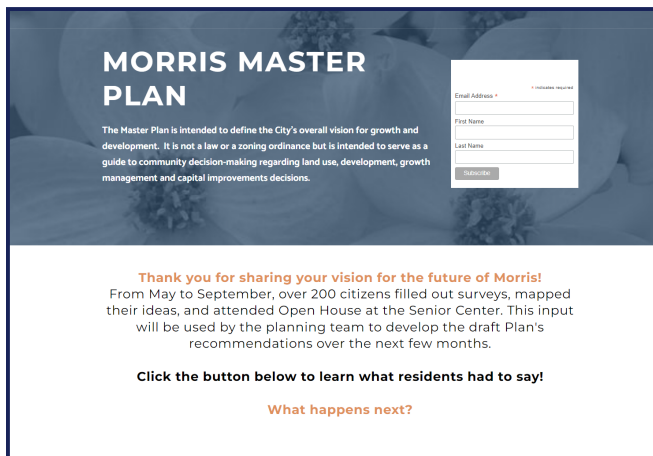 MORRIS MASTER
PLAN
The Master Plan is intended to define the City's overall vision for growth and
development. It is not a law or a zoning ordinance but is intended to serve as a
guide to community decision-making regarding land use, development, growth
management and capital improvements decisions.
* indicates required
Email Address *
First Name
Last Name
Subscribe
Thank you for sharing your vision for the future of Morris!
From May to September, over 200 citizens filled out surveys, mapped
their ideas, and attended Open House at the Senior Center. This input
will be used by the planning team to develop the draft Plan's
recommendations over the next few months.
Click the button below to learn what residents had to say!
What happens next?